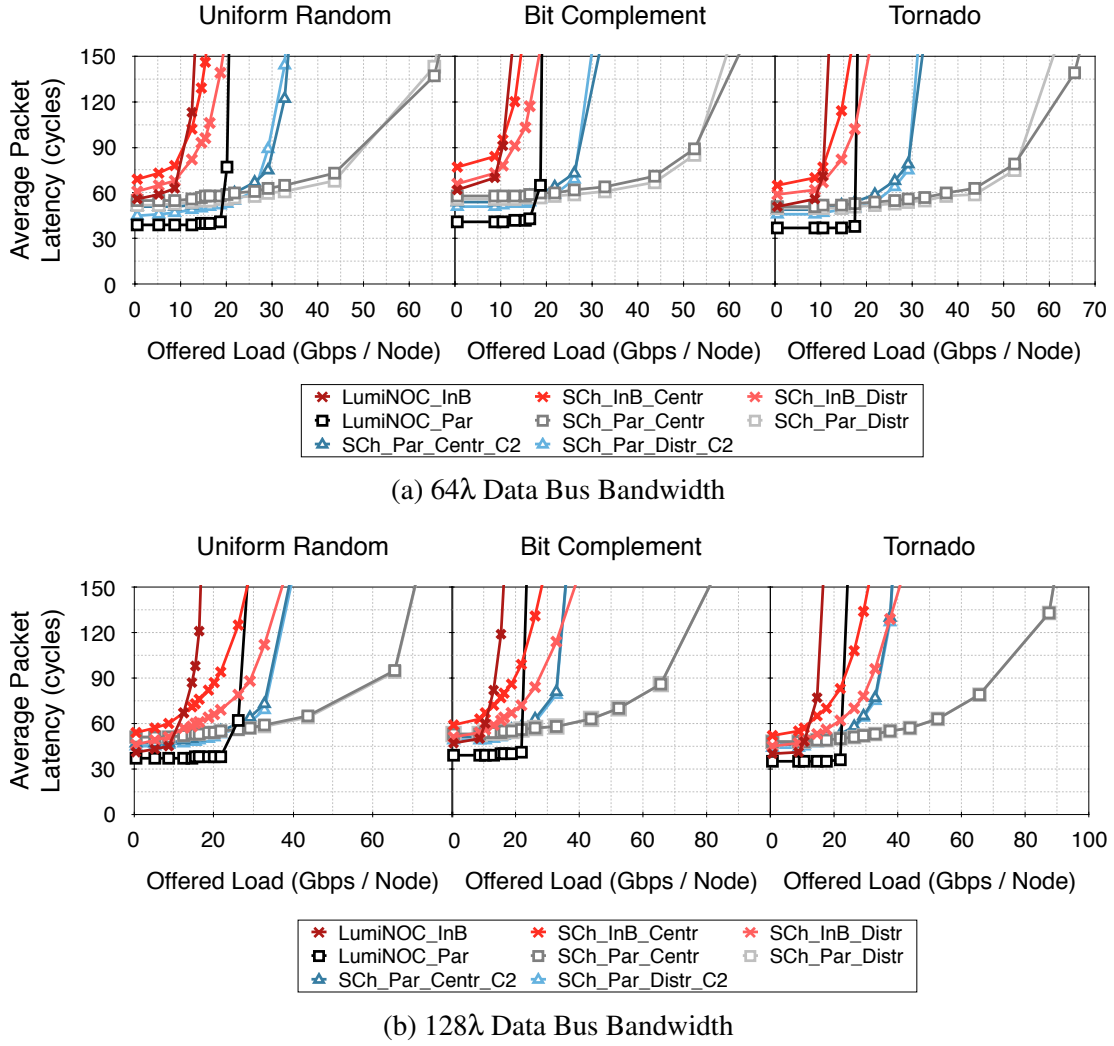 Uniform Random Bit Complement Tornado
Average Packet
Latency (cycles)
150
120
90
60
30
0
0 10 20 30 40 50 60 0 10 20 30 40 50 60 0 10 20 30 40 50 60 70
Offered Load (Gbps / Node) Offered Load (Gbps / Node) Offered Load (Gbps / Node)
LumiNOC_InB SCh_InB_Centr SCh_InB_Distr
LumiNOC_Par SCh_Par_Centr SCh_Par_Distr
SCh_Par_Centr_C2 SCh_Par_Distr_C2
(a) 64λ Data Bus Bandwidth
Uniform Random Bit Complement Tornado
Average Packet
Latency (cycles)
150
120
90
60
30
0
0 20 40 60 0 20 40 60 80 0 20 40 60 80 100
Offered Load (Gbps / Node) Offered Load (Gbps / Node) Offered Load (Gbps / Node)
LumiNOC_InB SCh_InB_Centr SCh_InB_Distr
LumiNOC_Par SCh_Par_Centr SCh_Par_Distr
SCh_Par_Centr_C2 SCh_Par_Distr_C2
(b) 128λ Data Bus Bandwidth